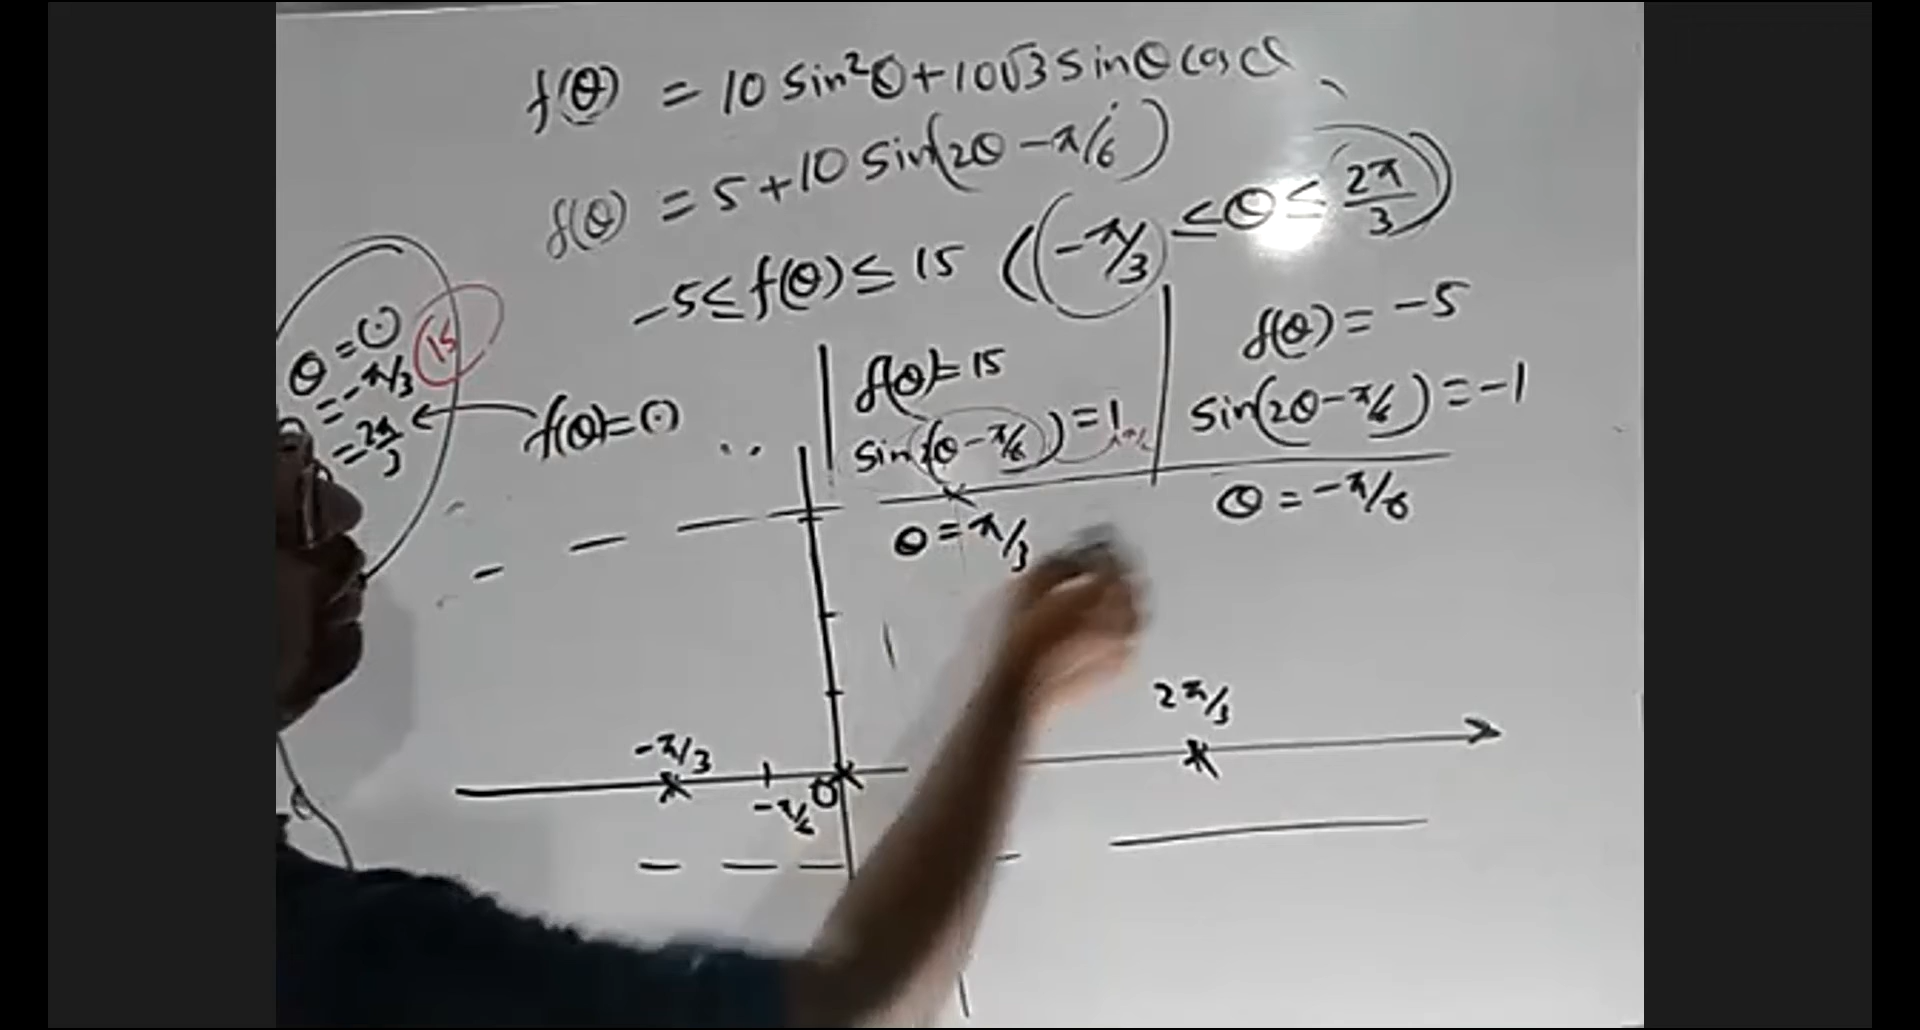 f(θ) = 10 sin²θ + 10√3 sinθ cosθ
f(θ) = 5 + 10 sin(2θ - π/6)
-5 ≤ f(θ) ≤ 15 (-π/3 ≤ θ ≤ 2π/3)
θ = 0
= -π/3
= 2π/3
15
f(θ) = 0
f(θ) = 15
sin(2θ - π/6) = 1
θ = π/3
f(θ) = -5
sin(2θ - π/6) = -1
θ = -π/6
-π/3
-π/6
0
2π/3